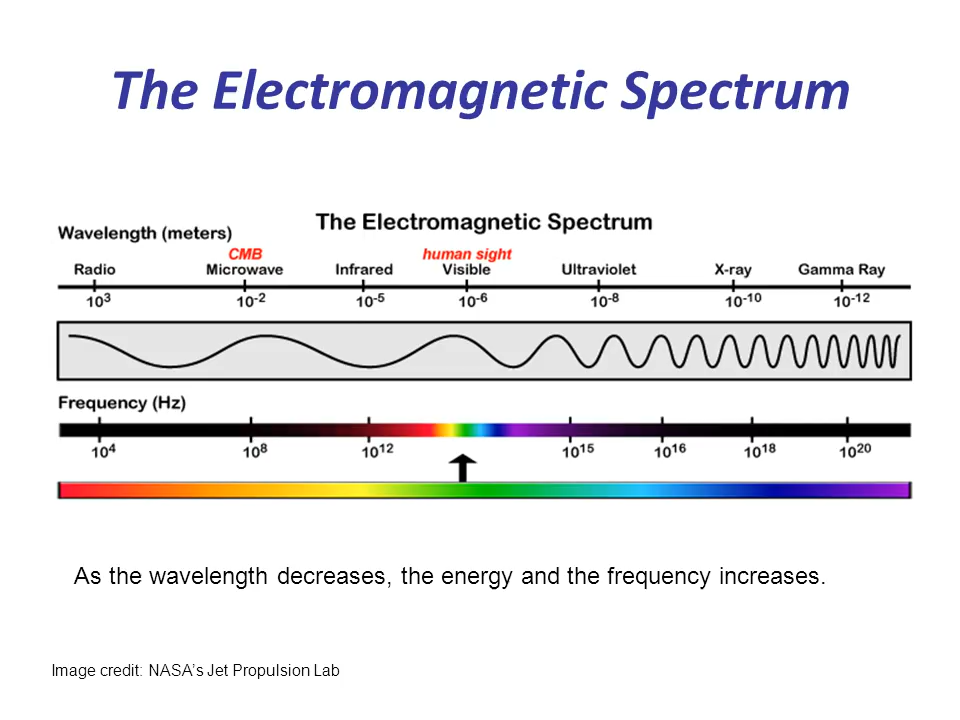 The Electromagnetic Spectrum
The Electromagnetic Spectrum
Wavelength (meters)
CMB human sight
Radio Microwave Infrared Visible Ultraviolet X-ray Gamma Ray
10³ 10⁻² 10⁻⁵ 10⁻⁶ 10⁻⁸ 10⁻¹⁰ 10⁻¹²
Frequency (Hz)
10⁴ 10⁸ 10¹² 10¹⁵ 10¹⁶ 10¹⁸ 10²⁰
As the wavelength decreases, the energy and the frequency increases.
Image credit: NASA’s Jet Propulsion Lab